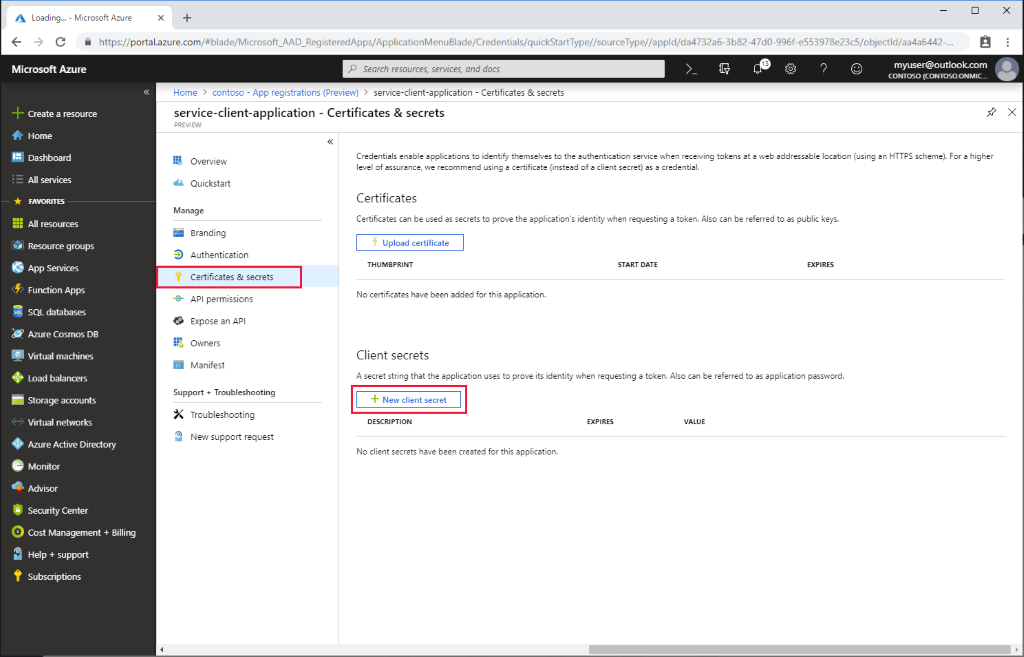 Loading... - Microsoft Azure
https://portal.azure.com/#blade/Microsoft_AAD_RegisteredApps/ApplicationMenuBlade/Credentials/quickStartType//sourceType//appId/da4732a6-3b82-47d0-996f-e553978e23c5/objectId/aa4a6442-...
Microsoft Azure
Search resources, services, and docs
13
myuser@outlook.com
CONTOSO (CONTOSO.ONMIC...
Create a resource
Home
Dashboard
All services
FAVORITES
All resources
Resource groups
App Services
Function Apps
SQL databases
Azure Cosmos DB
Virtual machines
Load balancers
Storage accounts
Virtual networks
Azure Active Directory
Monitor
Advisor
Security Center
Cost Management + Billing
Help + support
Subscriptions
Home > contoso - App registrations (Preview) > service-client-application - Certificates & secrets
service-client-application - Certificates & secrets
PREVIEW
Overview
Quickstart
Manage
Branding
Authentication
Certificates & secrets
API permissions
Expose an API
Owners
Manifest
Support + Troubleshooting
Troubleshooting
New support request
Credentials enable applications to identify themselves to the authentication service when receiving tokens at a web addressable location (using an HTTPS scheme). For a higher
level of assurance, we recommend using a certificate (instead of a client secret) as a credential.
Certificates
Certificates can be used as secrets to prove the application's identity when requesting a token. Also can be referred to as public keys.
Upload certificate
THUMBPRINT START DATE EXPIRES
No certificates have been added for this application.
Client secrets
A secret string that the application uses to prove its identity when requesting a token. Also can be referred to as application password.
New client secret
DESCRIPTION EXPIRES VALUE
No client secrets have been created for this application.